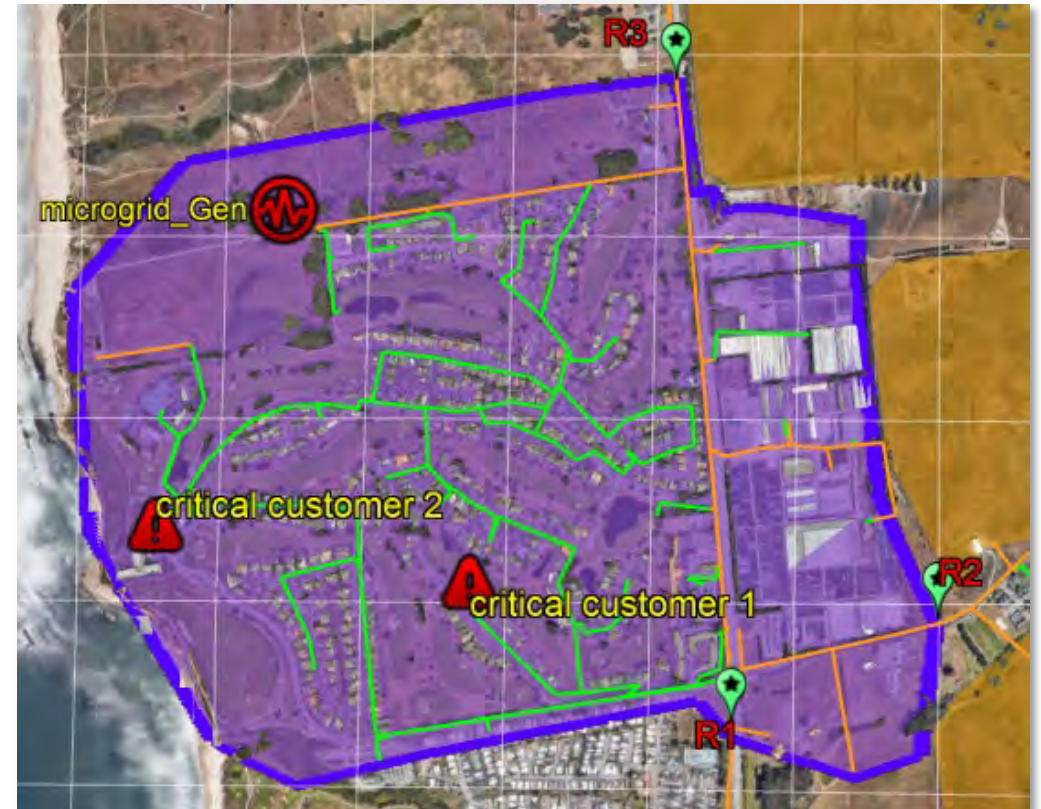 R3
microgrid_Gen
critical customer 2
R2
critical customer 1
R1